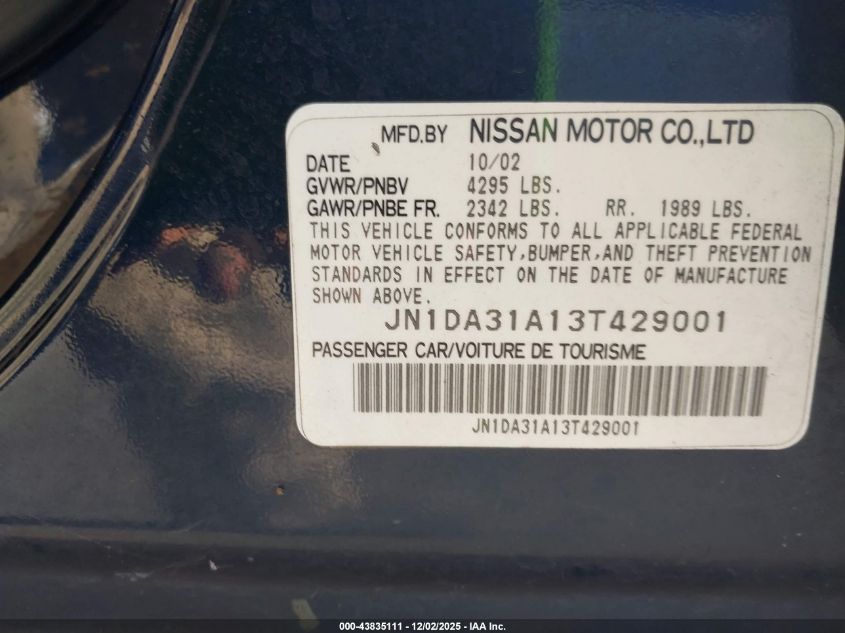 MFD.BY NISSAN MOTOR CO.,LTD
DATE 10/02
GVWR/PNBV 4295 LBS.
GAWR/PNBE FR. 2342 LBS. RR. 1989 LBS.
THIS VEHICLE CONFORMS TO ALL APPLICABLE FEDERAL
MOTOR VEHICLE SAFETY,BUMPER,AND THEFT PREVENTION
STANDARDS IN EFFECT ON THE DATE OF MANUFACTURE
SHOWN ABOVE.
JN1DA31A13T429001
PASSENGER CAR/VOITURE DE TOURISME
JN1DA31A13T429001
000-43835111 - 12/02/2025 - IAA Inc.